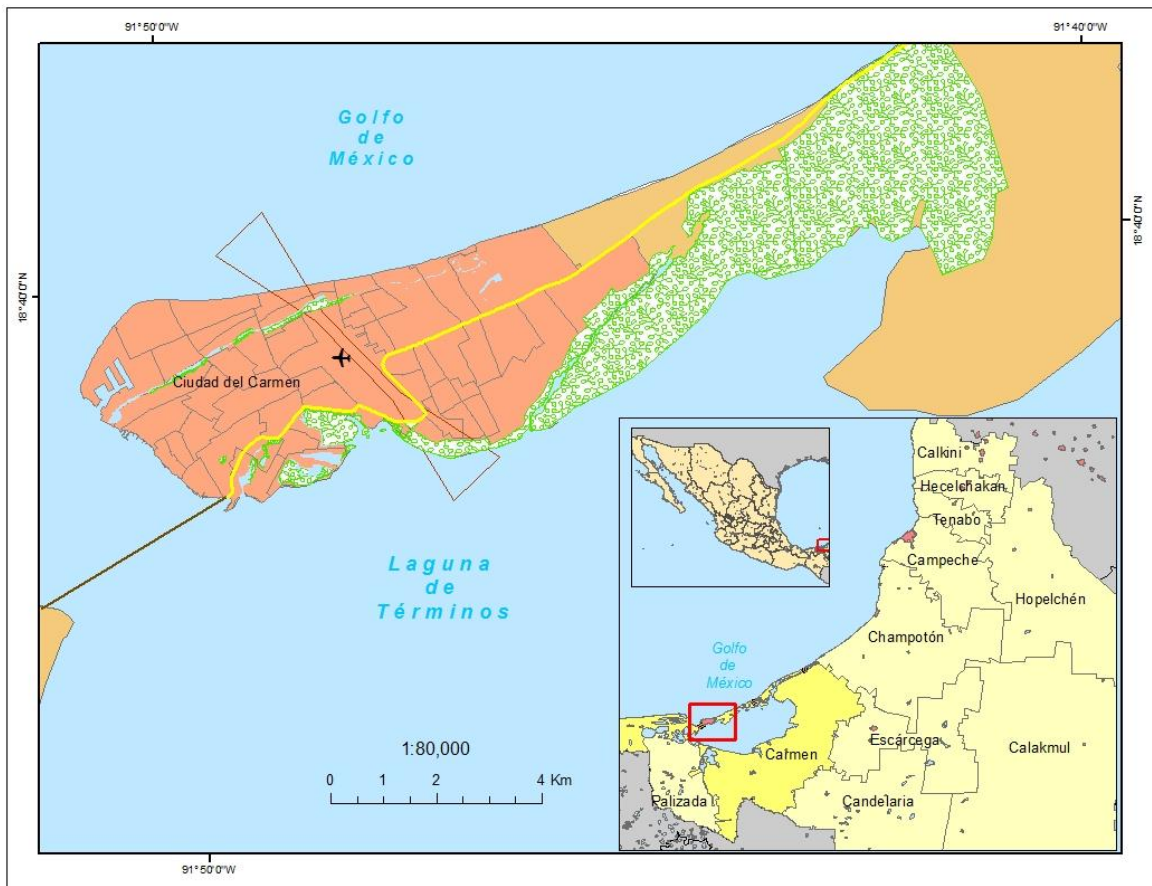 91°50'0"W
91°40'0"W
Golfo
de
México
18°40'0"N
18°40'0"N
Ciudad del Carmen
Laguna
de
Términos
1:80,000
0 1 2 4 Km
Calkini
Hecelchakan
Tenabo
Campeche
Hopelchén
Champotón
Golfo
de
México
Escárcega
Carmen
Calakmul
Palizada
Candelaria
91°50'0"W